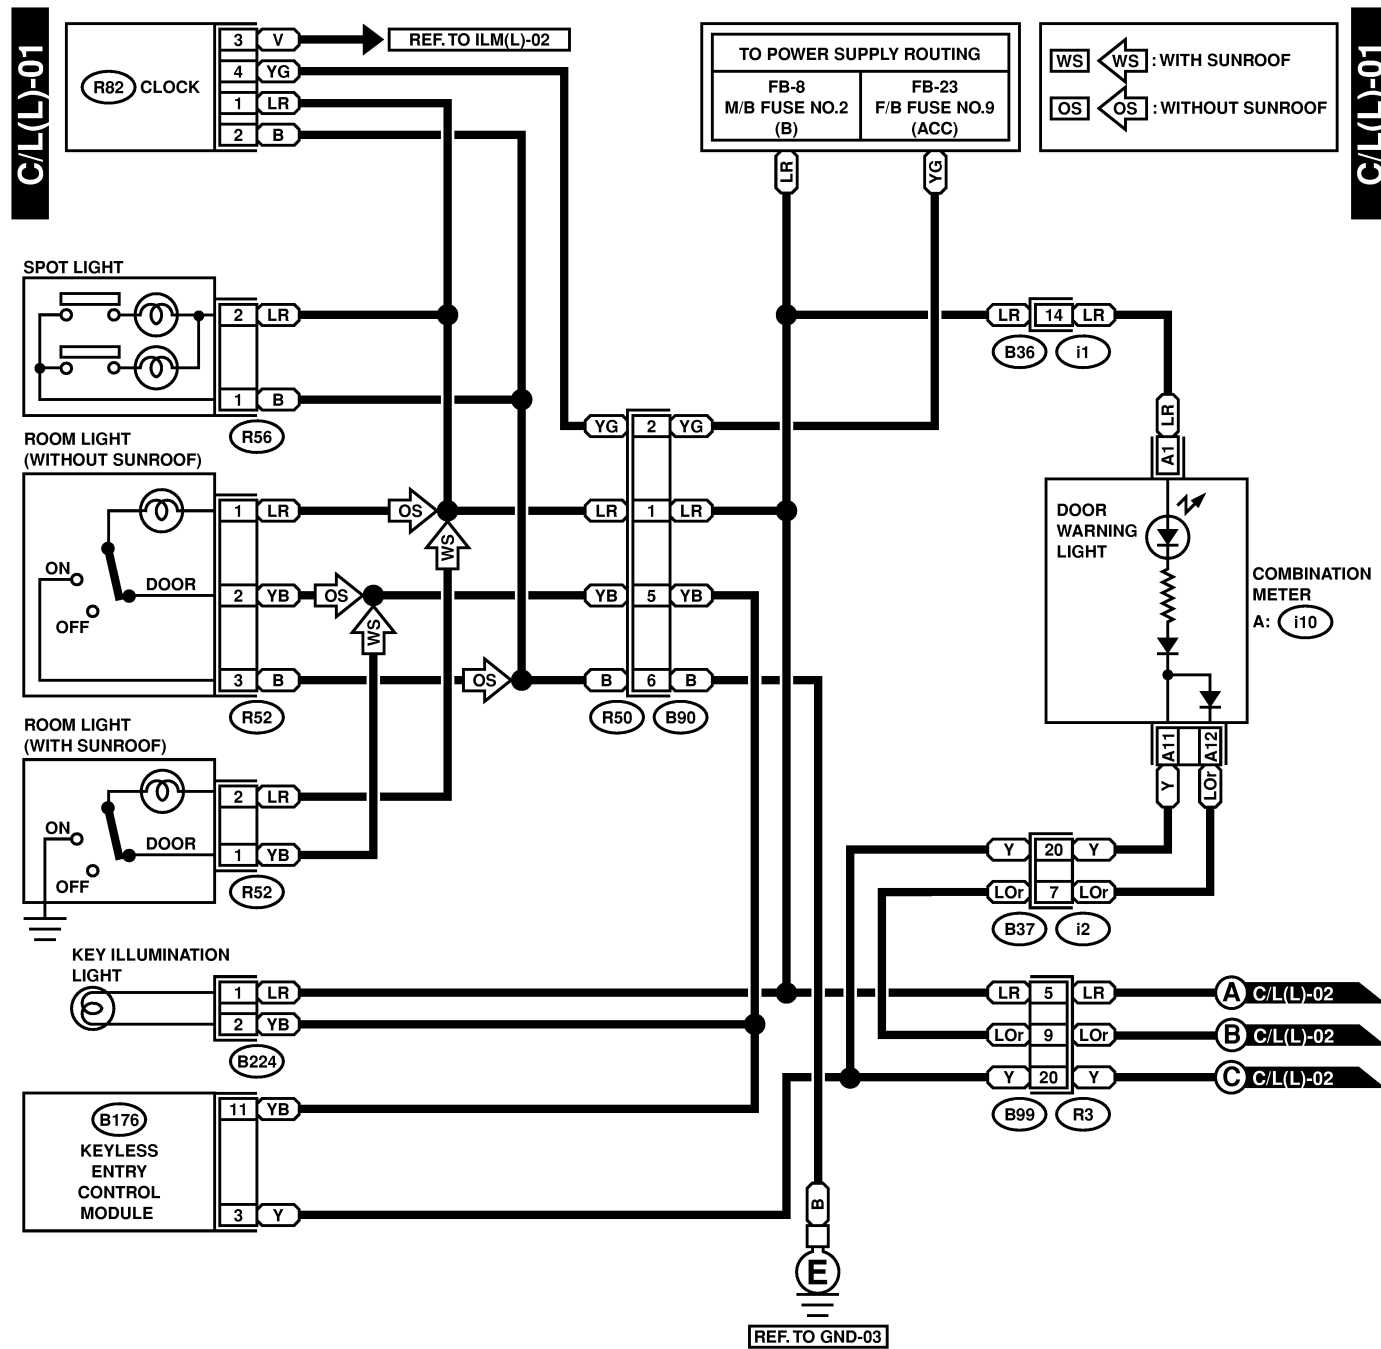 C/L(L)-01
C/L(L)-01
R82 CLOCK
3 V
REF. TO ILM(L)-02
4 YG
1 LR
2 B
TO POWER SUPPLY ROUTING
FB-8
M/B FUSE NO.2
(B)
FB-23
F/B FUSE NO.9
(ACC)
LR
YG
WS WS : WITH SUNROOF
OS OS : WITHOUT SUNROOF
SPOT LIGHT
2 LR
1 B
R56
LR 14 LR
B36 i1
LR
A1
ROOM LIGHT
(WITHOUT SUNROOF)
ON
OFF
DOOR
1 LR
OS
WS
2 YB
OS
WS
3 B
OS
R52
YG 2 YG
LR 1 LR
YB 5 YB
B 6 B
R50 B90
DOOR
WARNING
LIGHT
COMBINATION
METER
A: i10
A11
A12
Y
LOr
ROOM LIGHT
(WITH SUNROOF)
ON
OFF
DOOR
2 LR
1 YB
R52
Y 20 Y
LOr 7 LOr
B37 i2
KEY ILLUMINATION
LIGHT
1 LR
2 YB
B224
LR 5 LR
A C/L(L)-02
LOr 9 LOr
B C/L(L)-02
Y 20 Y
C C/L(L)-02
B99 R3
B176
KEYLESS
ENTRY
CONTROL
MODULE
11 YB
3 Y
B
E
REF. TO GND-03